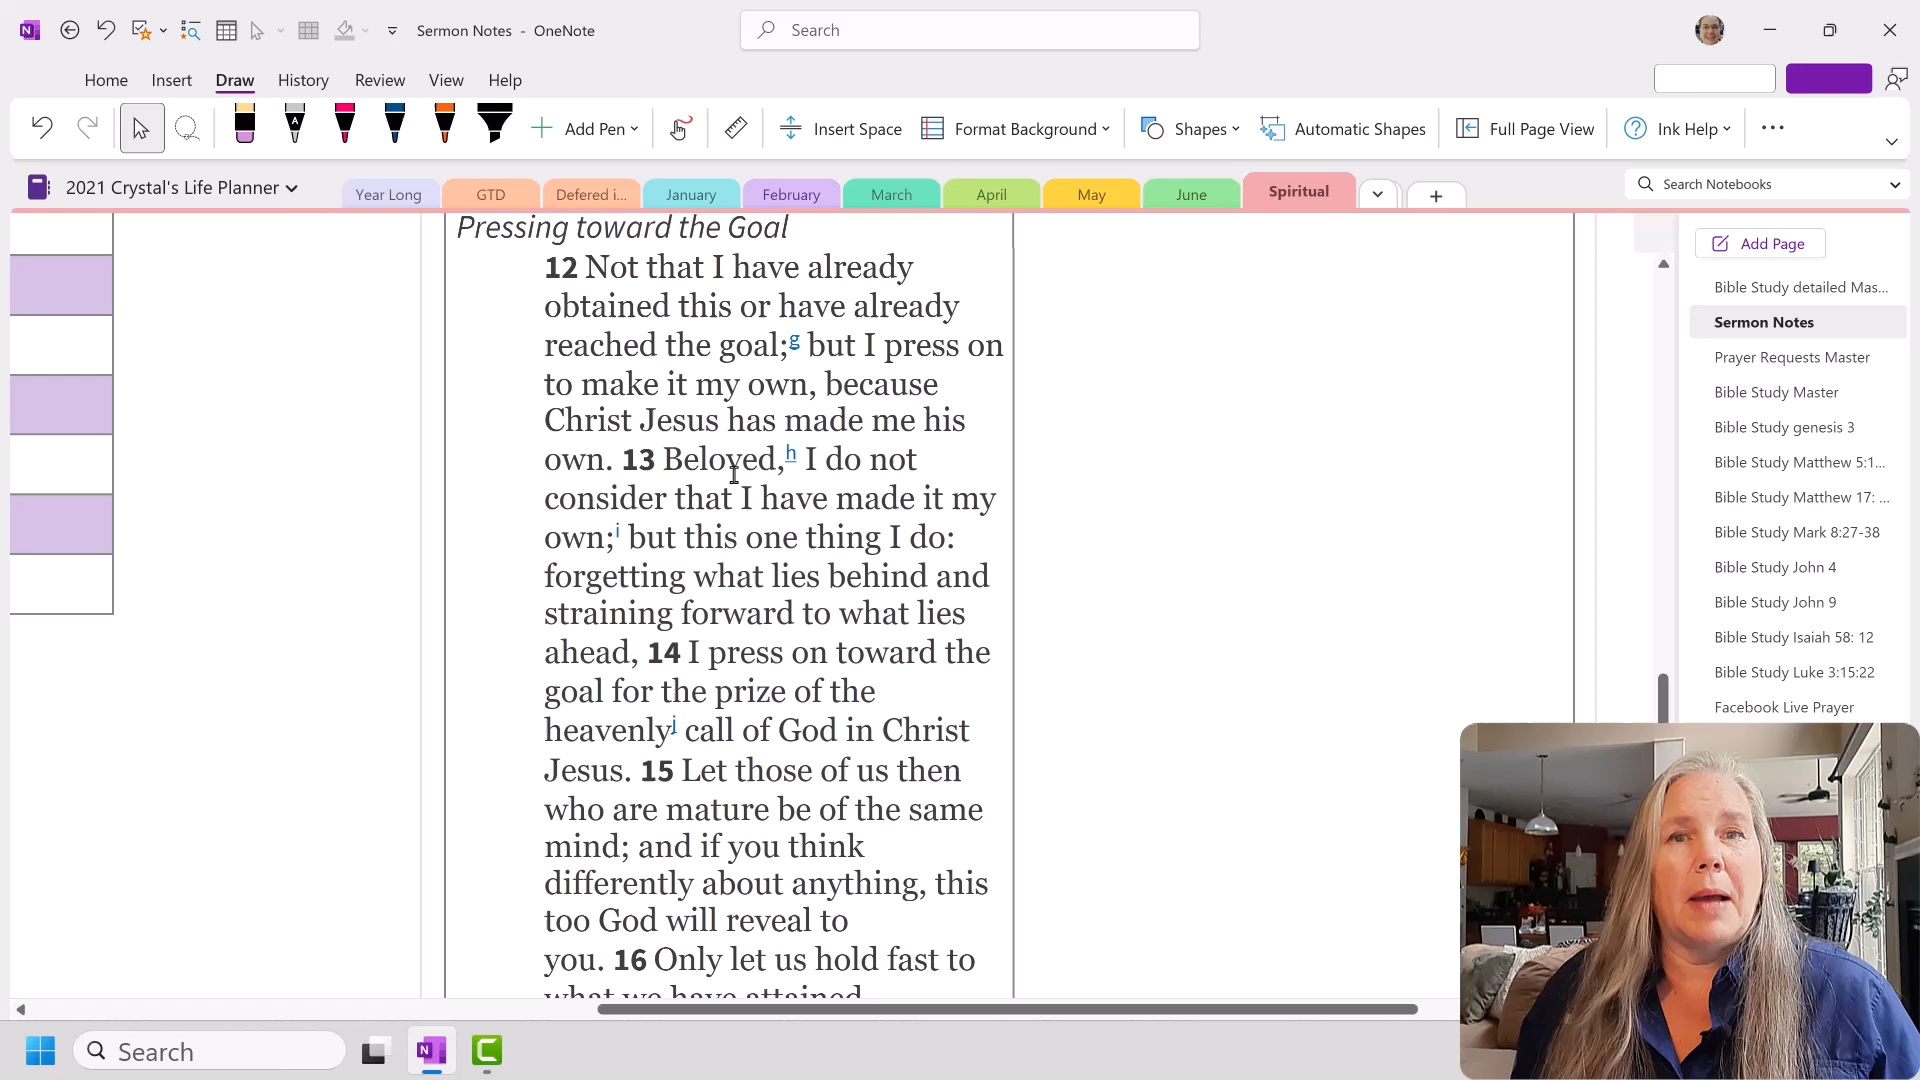 Sermon Notes - OneNote
Search
Home Insert Draw History Review View Help
A
Add Pen
Insert Space
Format Background
Shapes
Automatic Shapes
Full Page View
Ink Help
2021 Crystal's Life Planner
Year Long
GTD
Defered i...
January
February
March
April
May
June
Spiritual
Search Notebooks
Pressing toward the Goal
12 Not that I have already
obtained this or have already
reached the goal;g but I press on
to make it my own, because
Christ Jesus has made me his
own. 13 Beloved,h I do not
consider that I have made it my
own;i but this one thing I do:
forgetting what lies behind and
straining forward to what lies
ahead, 14 I press on toward the
goal for the prize of the
heavenlyj call of God in Christ
Jesus. 15 Let those of us then
who are mature be of the same
mind; and if you think
differently about anything, this
too God will reveal to
you. 16 Only let us hold fast to
what we have attained
Add Page
Bible Study detailed Mas...
Sermon Notes
Prayer Requests Master
Bible Study Master
Bible Study genesis 3
Bible Study Matthew 5:1...
Bible Study Matthew 17: ...
Bible Study Mark 8:27-38
Bible Study John 4
Bible Study John 9
Bible Study Isaiah 58: 12
Bible Study Luke 3:15:22
Facebook Live Prayer
Search
N
C